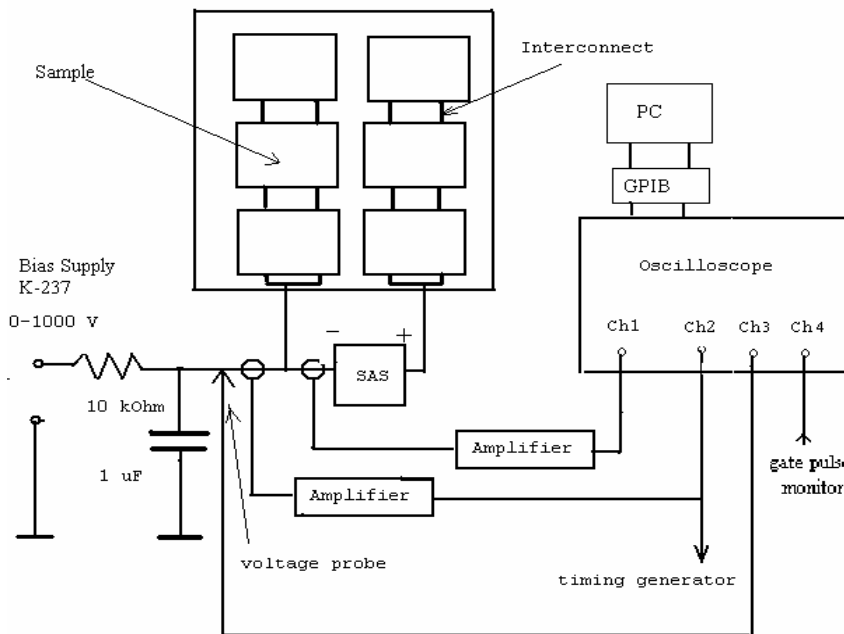 Sample
Interconnect
PC
GPIB
Bias Supply
K-237
0-1000 V
Oscilloscope
Ch1
Ch2
Ch3
Ch4
-
+
SAS
10 kOhm
1 uF
Amplifier
Amplifier
gate pulse
monitor
voltage probe
timing generator